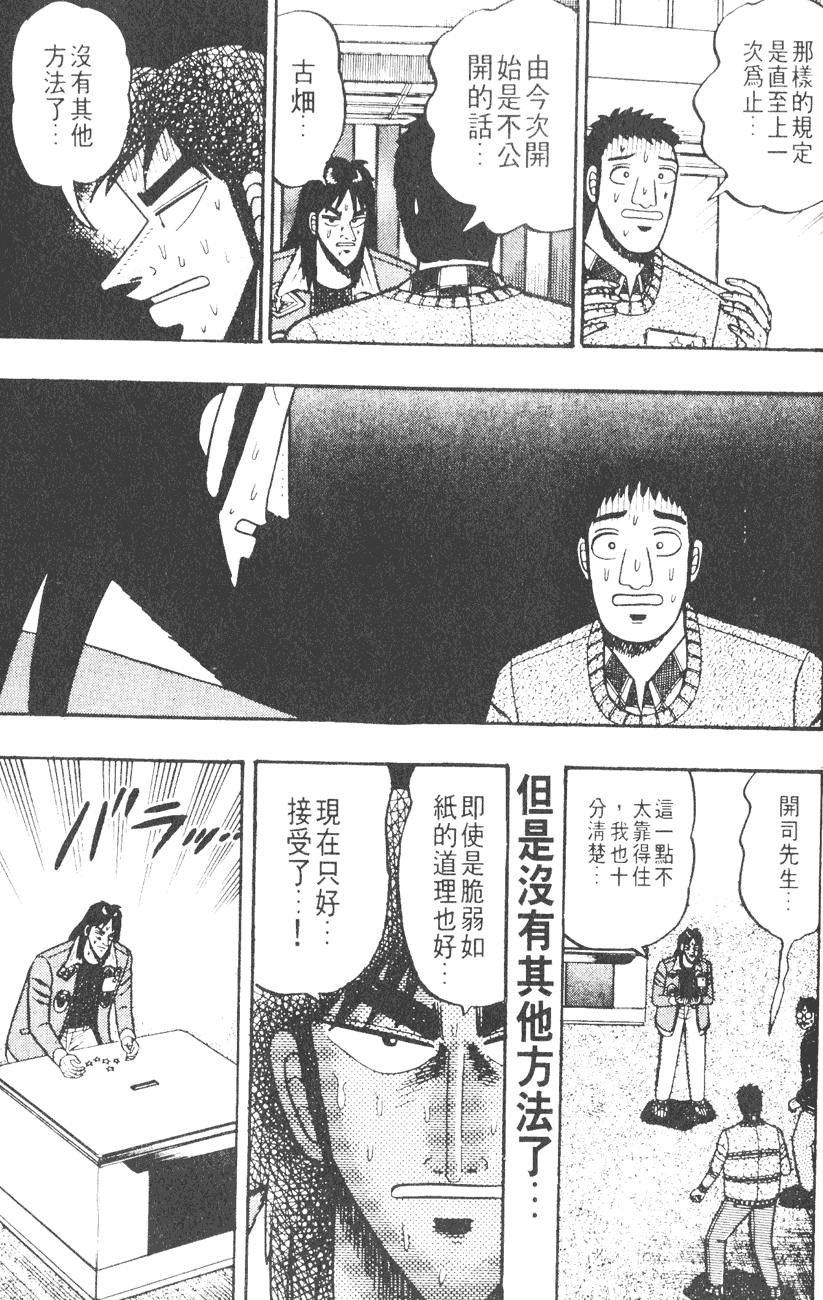 那樣的規定
是直至上一
次爲止…
由今次開
始是不公
開的話…
古畑…
沒有其他
方法了…
開司先生…
這一點不
太靠得住
，我也十
分清楚…
但是沒有其他方法了…
即使是脆弱如
紙的道理也好…
現在只好…
接受了…！
バラッ…